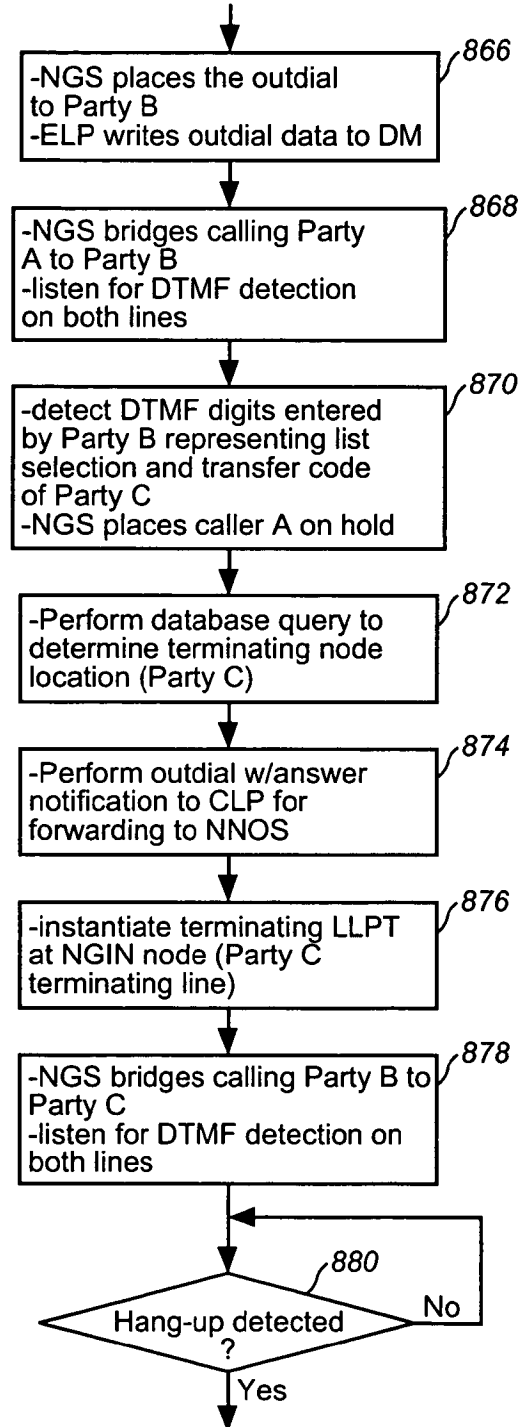 866
-NGS places the outdial
to Party B
-ELP writes outdial data to DM
868
-NGS bridges calling Party
A to Party B
-listen for DTMF detection
on both lines
870
-detect DTMF digits entered
by Party B representing list
selection and transfer code
of Party C
-NGS places caller A on hold
872
-Perform database query to
determine terminating node
location (Party C)
874
-Perform outdial w/answer
notification to CLP for
forwarding to NNOS
876
-instantiate terminating LLPT
at NGIN node (Party C
terminating line)
878
-NGS bridges calling Party B to
Party C
-listen for DTMF detection on
both lines
880
Hang-up detected
?
No
Yes